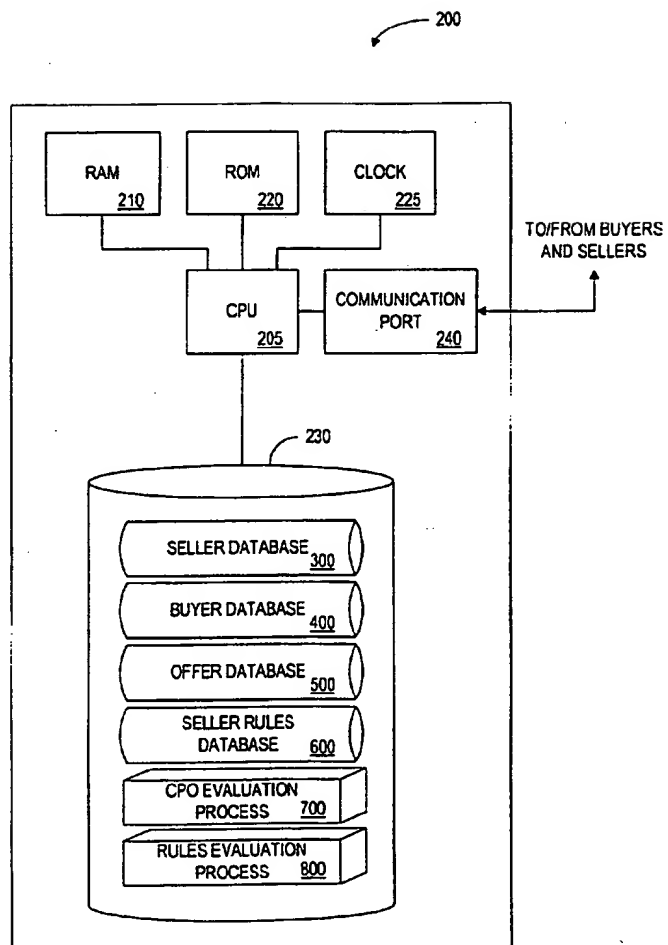 200
RAM
210
ROM
220
CLOCK
225
TO/FROM BUYERS
AND SELLERS
CPU
205
COMMUNICATION
PORT
240
230
SELLER DATABASE
300
BUYER DATABASE
400
OFFER DATABASE
500
SELLER RULES
DATABASE
600
CPO EVALUATION
PROCESS
700
RULES EVALUATION
PROCESS
800